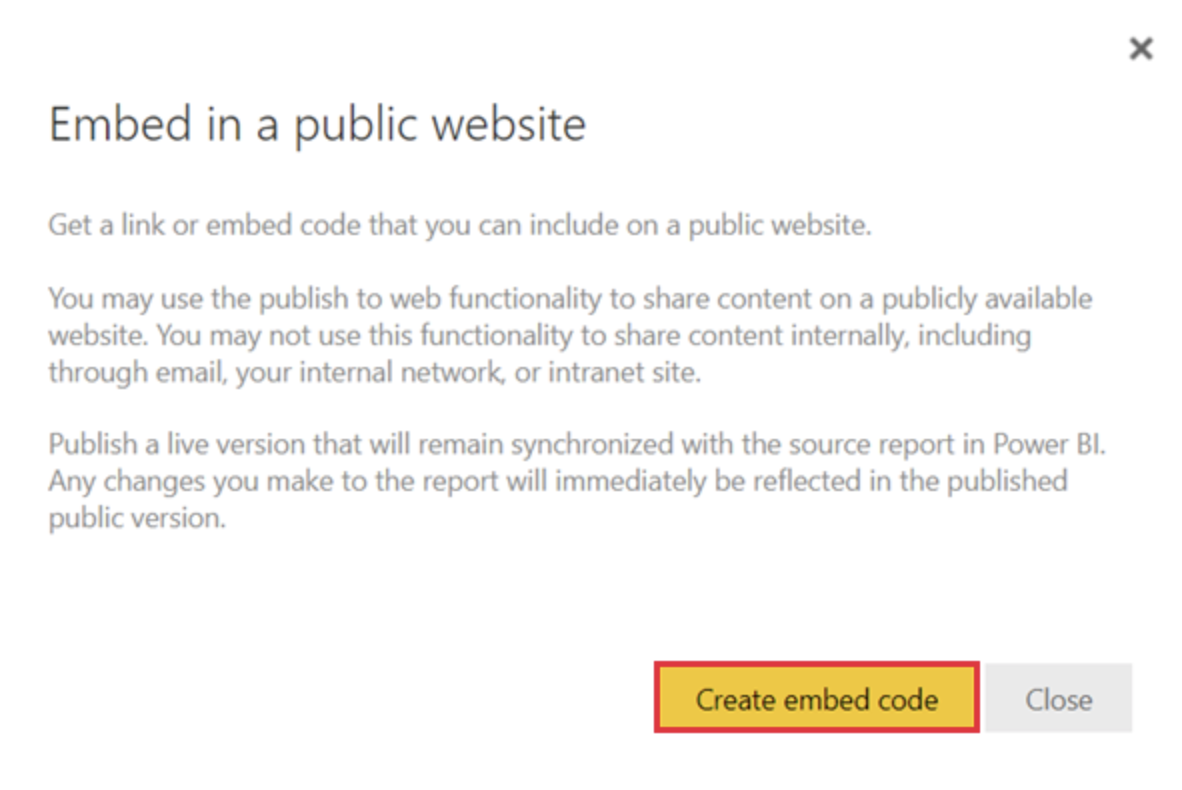 Embed in a public website
Get a link or embed code that you can include on a public website.
You may use the publish to web functionality to share content on a publicly available
website. You may not use this functionality to share content internally, including
through email, your internal network, or intranet site.
Publish a live version that will remain synchronized with the source report in Power BI.
Any changes you make to the report will immediately be reflected in the published
public version.
Create embed code
Close